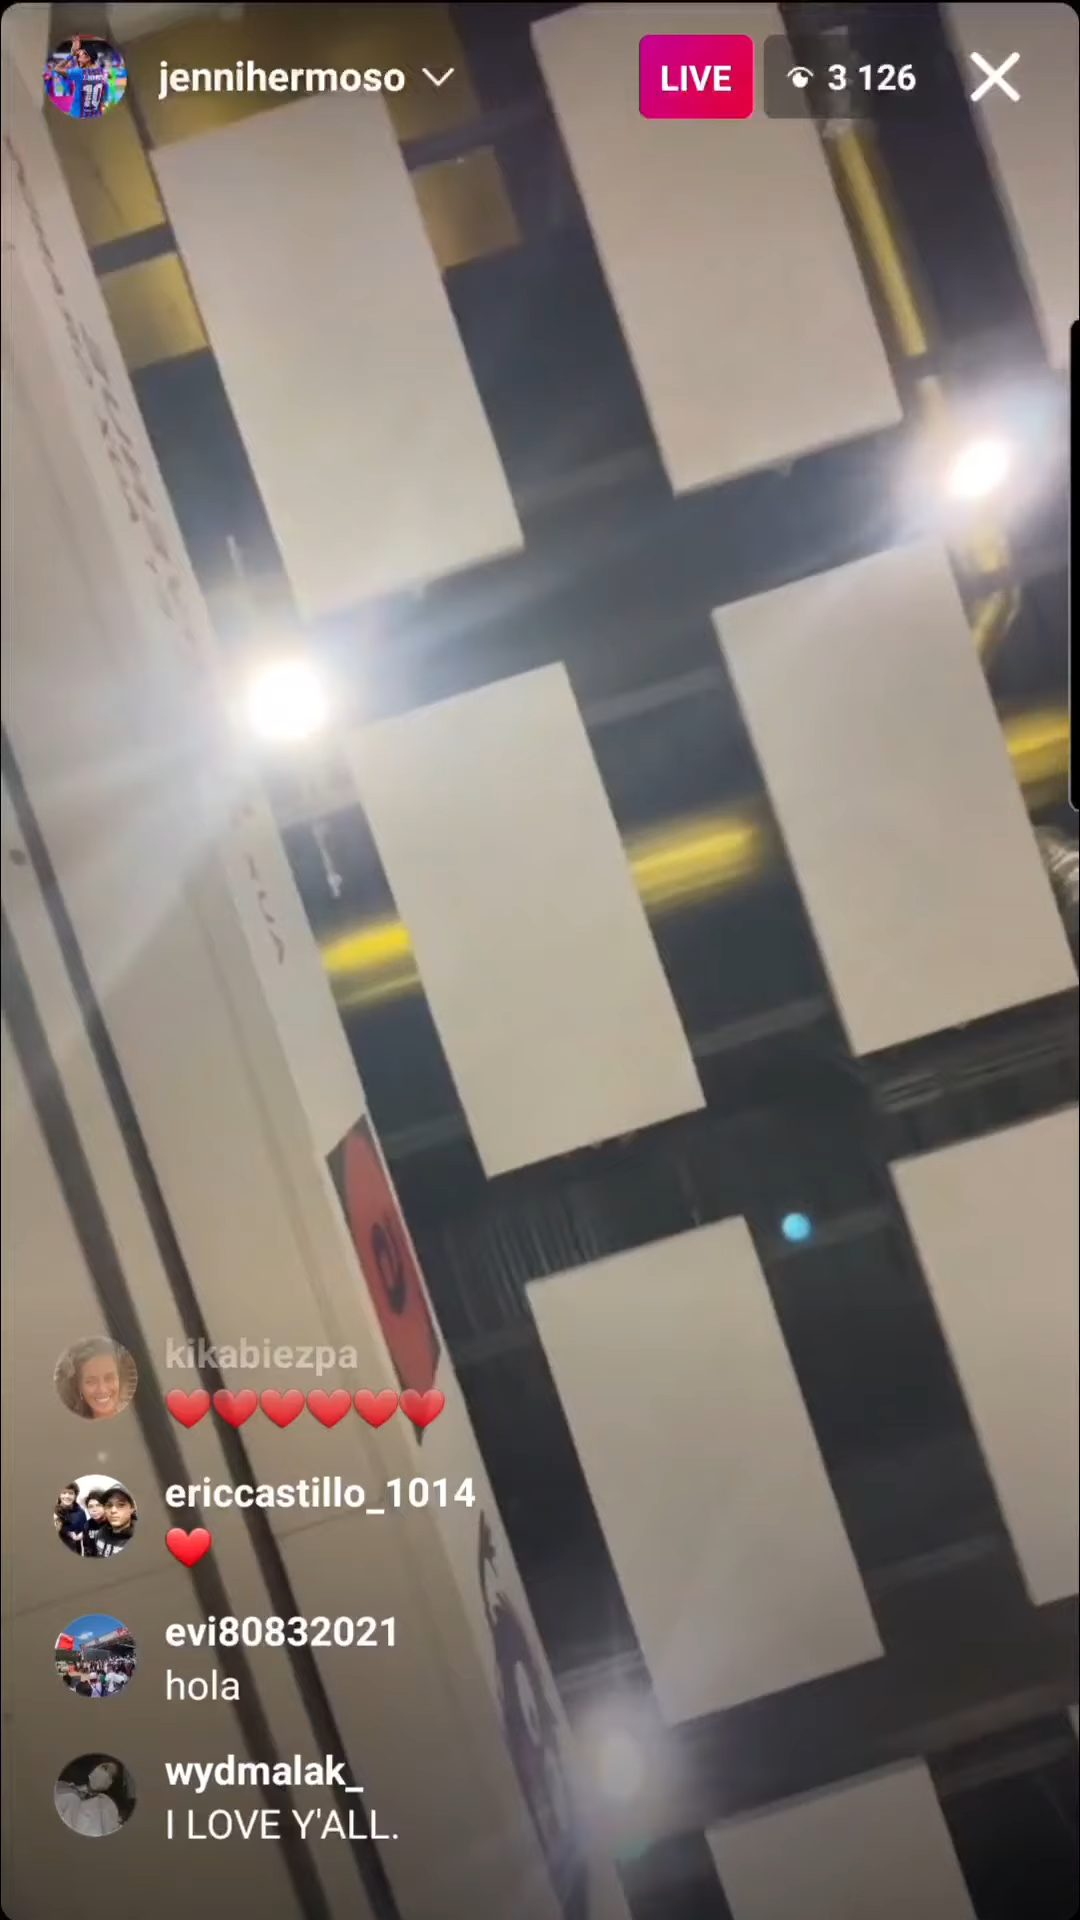 jennihermoso
LIVE
3 126
kikabiezpa
❤️❤️❤️❤️❤️❤️
ericcastillo_1014
❤️
evi80832021
hola
wydmalak_
I LOVE Y'ALL.